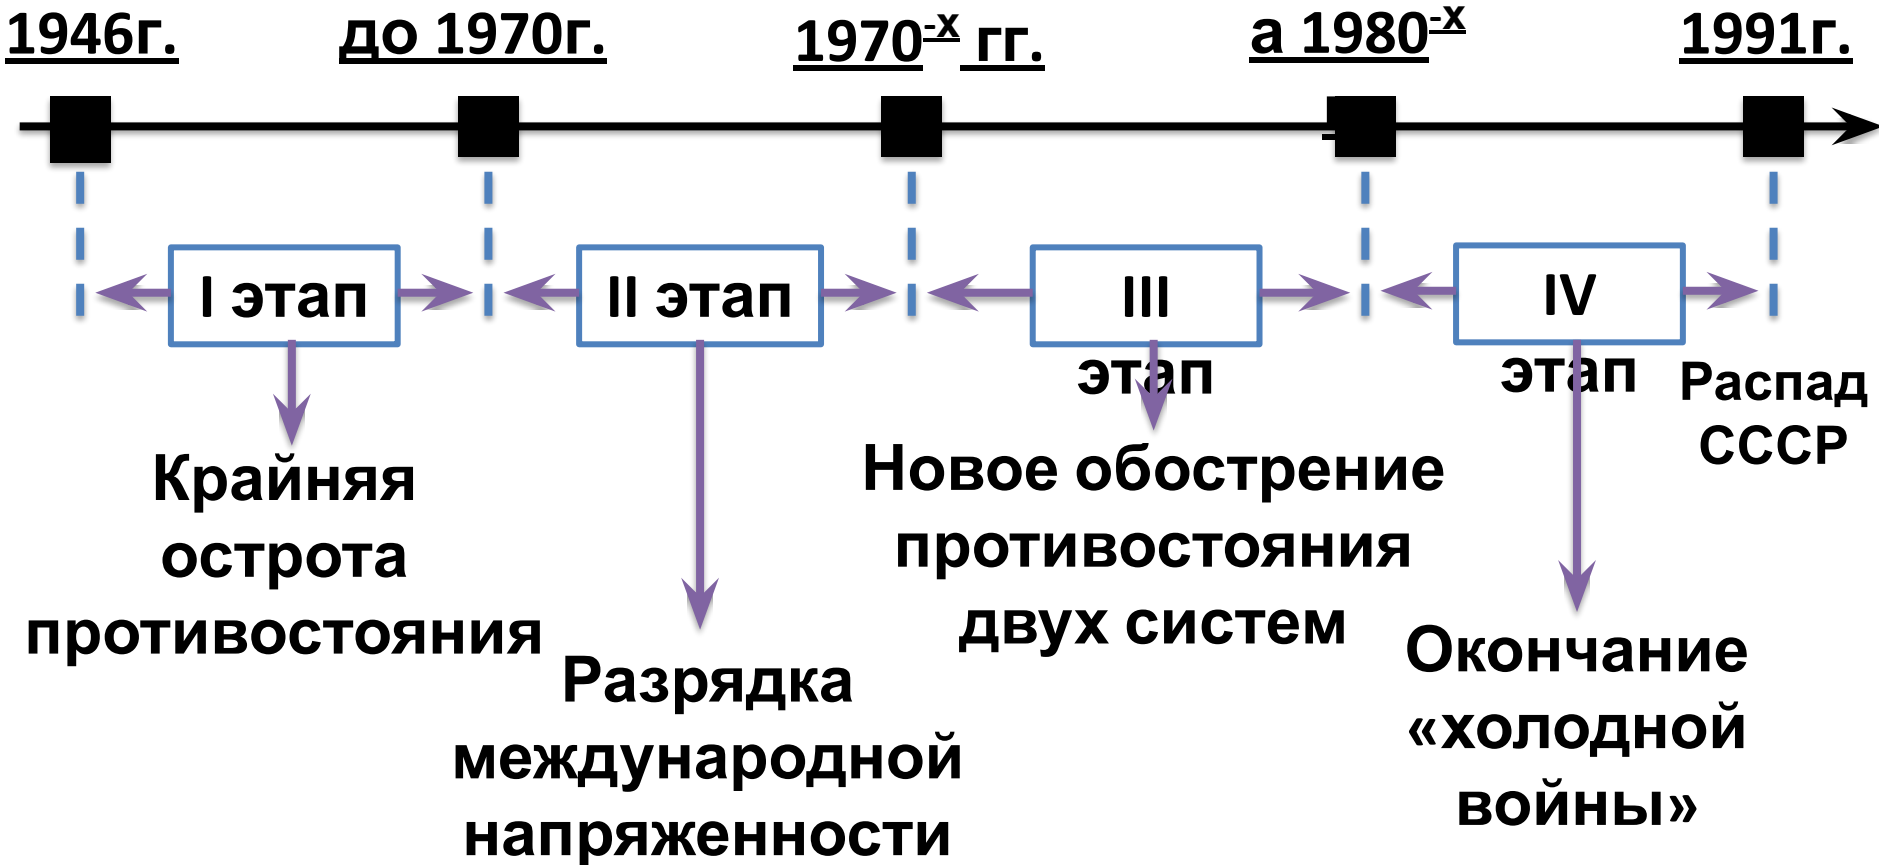 1946г.
до 1970г.
1970-х гг.
а 1980-х
1991г.
I этап
II этап
III
этап
IV
этап
Распад
СССР
Крайняя
острота
противостояния
Разрядка
международной
напряженности
Новое обострение
противостояния
двух систем
Окончание
«холодной
войны»